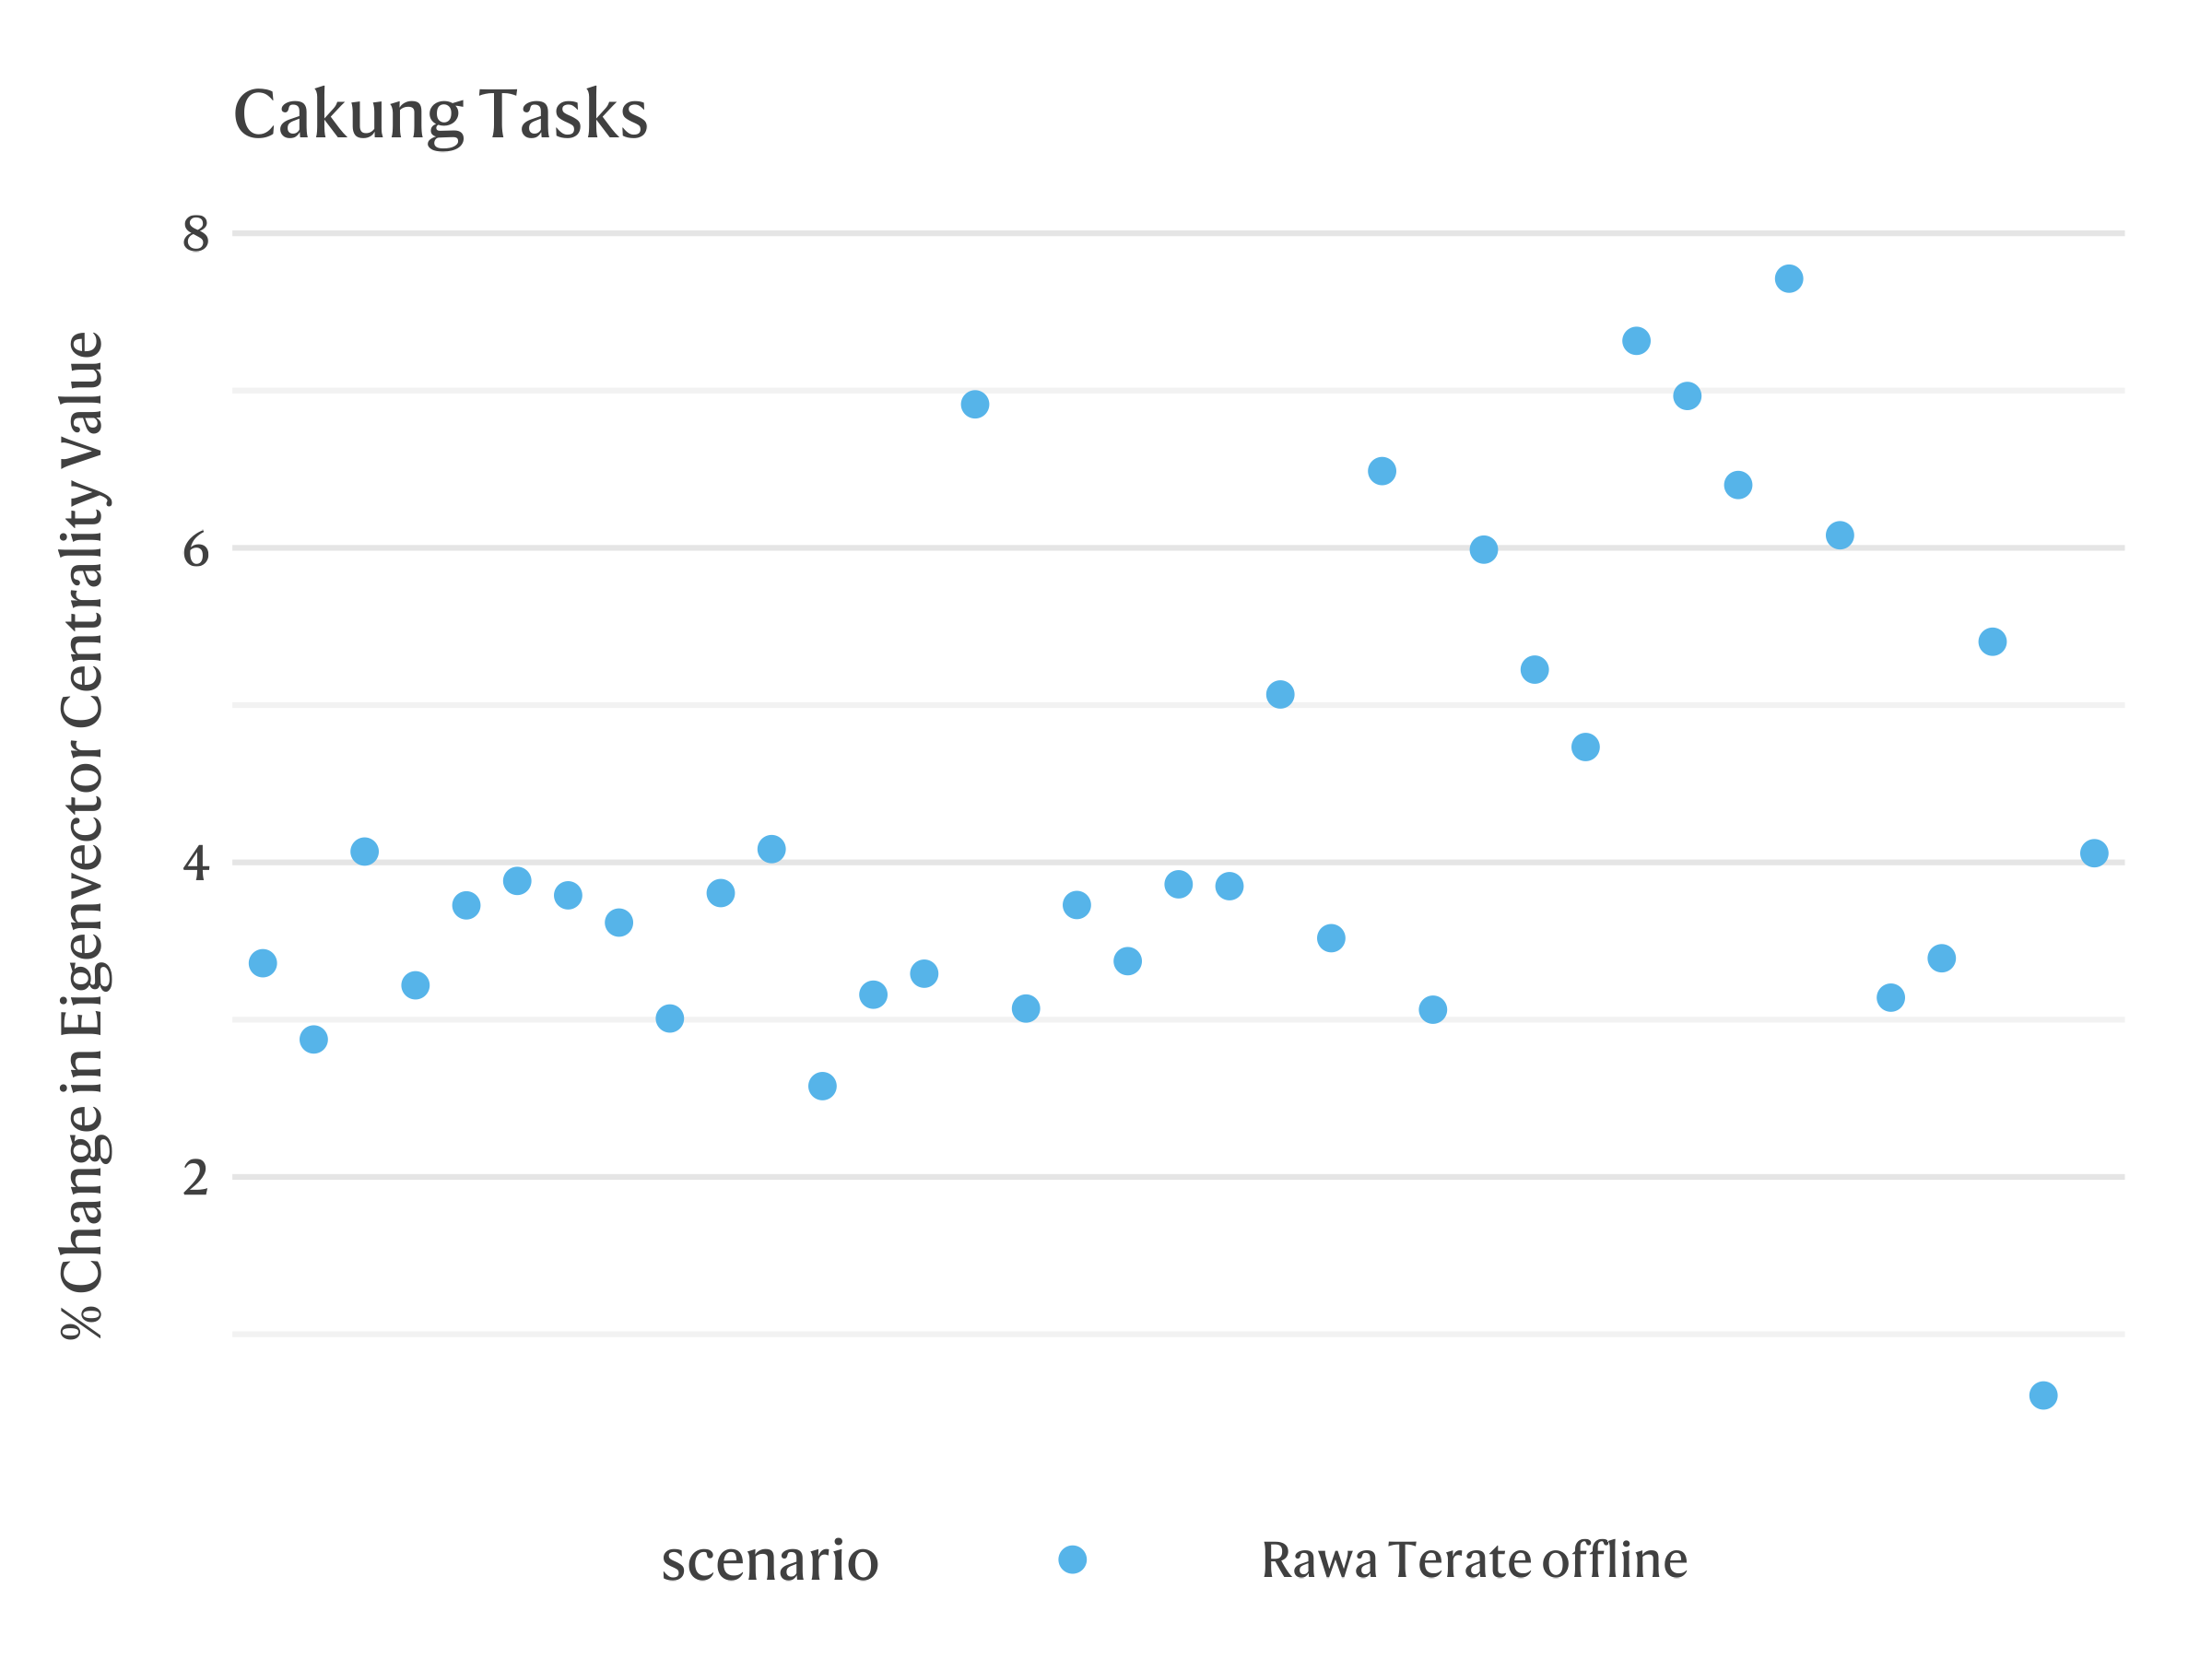 Cakung Tasks
% Change in Eigenvector Centrality Value
8
6
4
2
scenario
Rawa Terate offline